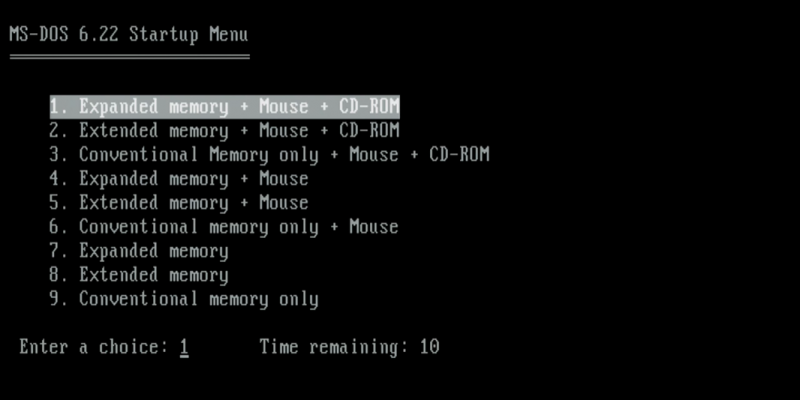 MS-DOS 6.22 Startup Menu
1. Expanded memory + Mouse + CD-ROM
2. Extended memory + Mouse + CD-ROM
3. Conventional Memory only + Mouse + CD-ROM
4. Expanded memory + Mouse
5. Extended memory + Mouse
6. Conventional memory only + Mouse
7. Expanded memory
8. Extended memory
9. Conventional memory only
Enter a choice: 1 Time remaining: 10